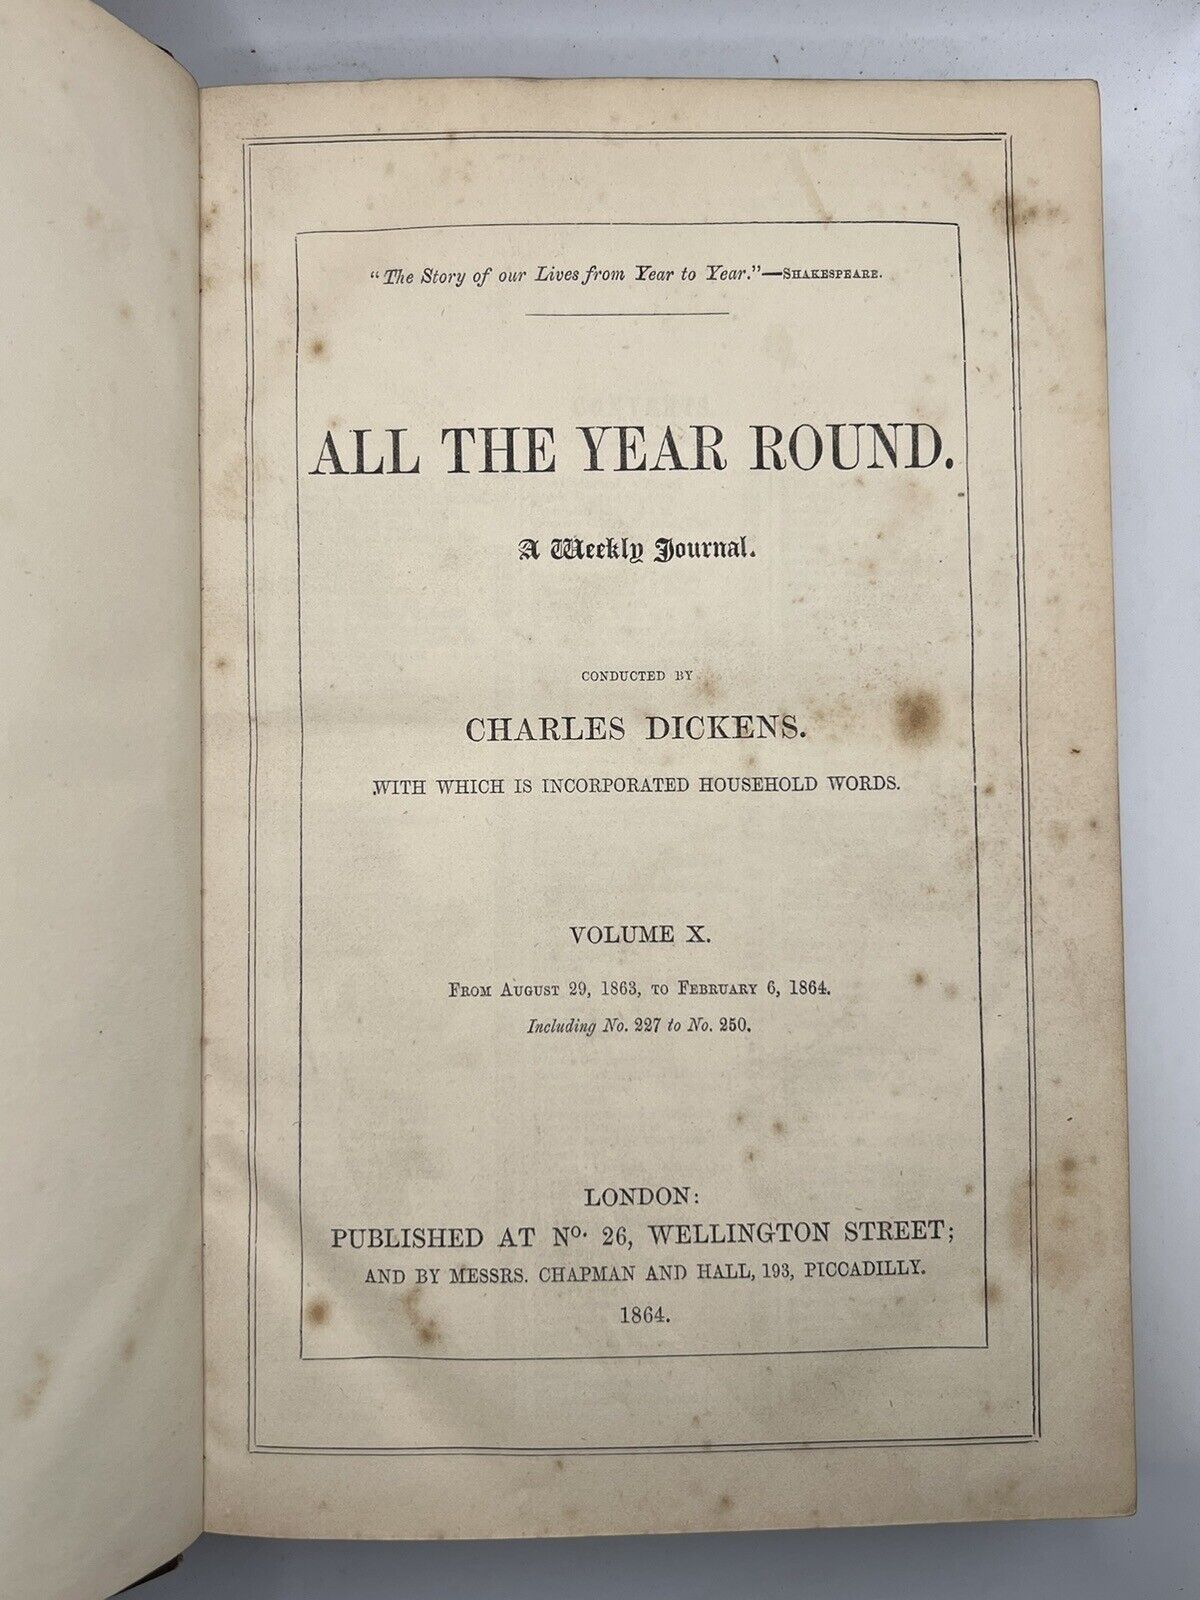 "The Story of our Lives from Year to Year."—SHAKESPEARE.
ALL THE YEAR ROUND.
A Weekly Journal.
CONDUCTED BY
CHARLES DICKENS.
WITH WHICH IS INCORPORATED HOUSEHOLD WORDS.
VOLUME X.
FROM AUGUST 29, 1863, TO FEBRUARY 6, 1864.
Including No. 227 to No. 250.
LONDON:
PUBLISHED AT No. 26, WELLINGTON STREET;
AND BY MESSRS. CHAPMAN AND HALL, 193, PICCADILLY.
1864.